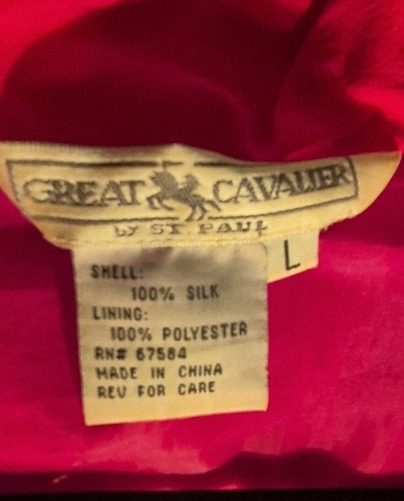 GREAT CAVALIER
by ST. PAUL
L
SHELL:
100% SILK
LINING:
100% POLYESTER
RN# 67584
MADE IN CHINA
REV FOR CARE